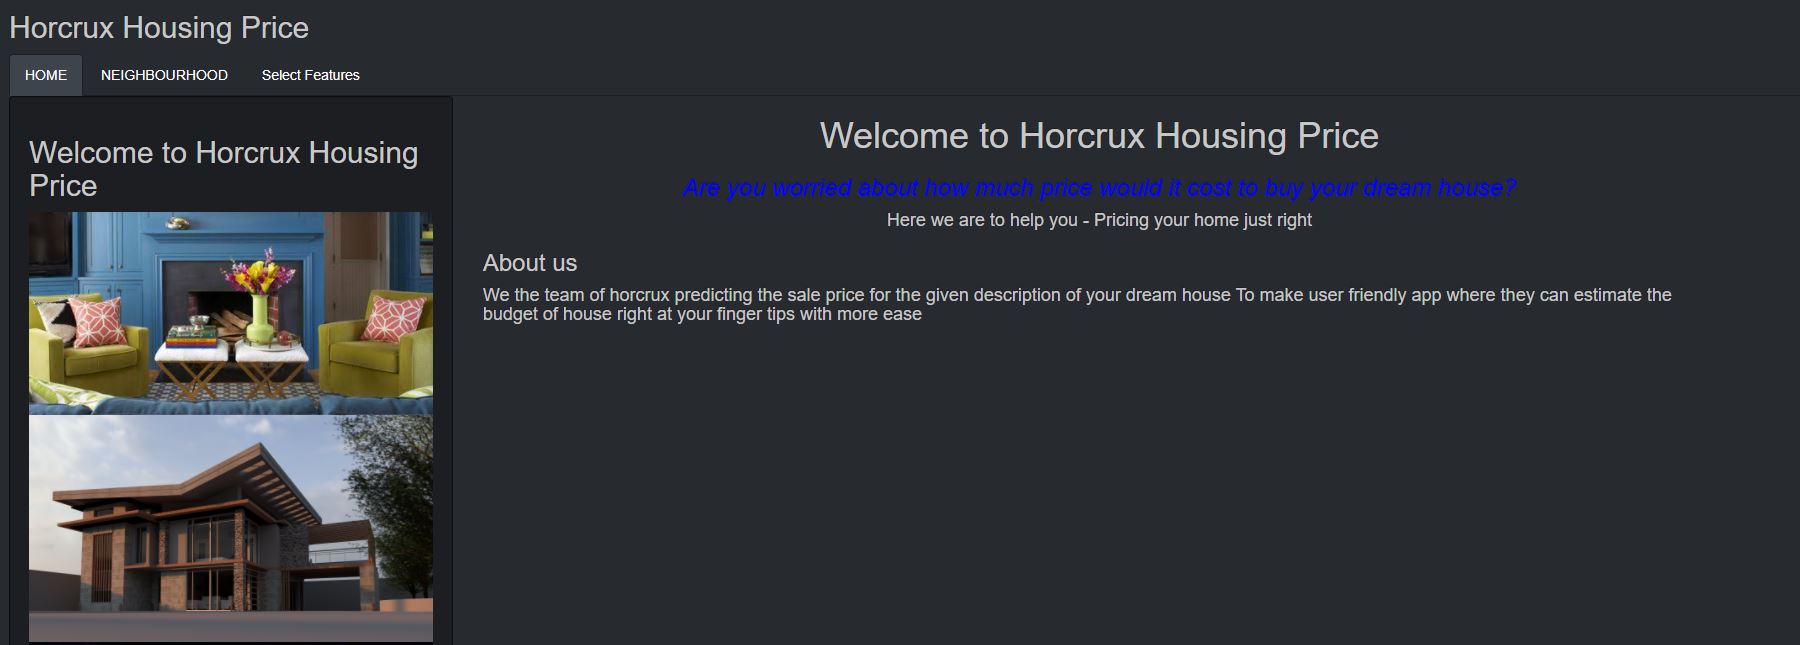 Horcrux Housing Price
HOME NEIGHBOURHOOD Select Features
Welcome to Horcrux Housing
Price
Welcome to Horcrux Housing Price
Are you worried about how much price would it cost to buy your dream house?
Here we are to help you - Pricing your home just right
About us
We the team of horcrux predicting the sale price for the given description of your dream house To make user friendly app where they can estimate the
budget of house right at your finger tips with more ease